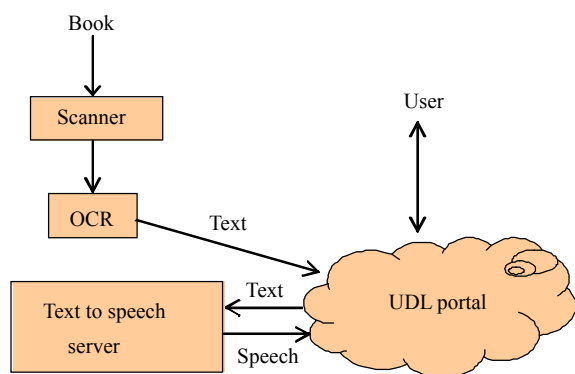 Book
Scanner
User
OCR
Text
Text
Text to speech
server
UDL portal
Speech